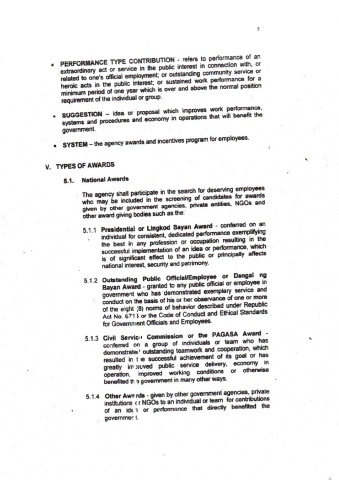 5
• PERFORMANCE TYPE CONTRIBUTION - refers to performance of an
extraordinary act or service in the public interest in connection with, or
related to one's official employment; or outstanding community service or
heroic acts in the public interest; or sustained work performance for a
minimum period of one year which is over and above the normal position
requirement of the individual or group.
• SUGGESTION – idea or proposal which improves work performance,
systems and procedures and economy in operations that will benefit the
government.
• SYSTEM – the agency awards and incentives program for employees.
V. TYPES OF AWARDS
5.1. National Awards
The agency shall participate in the search for deserving employees
who may be included in the screening of candidates for awards
given by other government agencies, private entities, NGOs and
other award giving bodies such as the:
5.1.1 Presidential or Lingkod Bayan Award - conferred on an
individual for consistent, dedicated performance exemplifying
the best in any profession or occupation resulting in the
successful implementation of an idea or performance, which
is of significant effect to the public or principally affects
national interest, security and patrimony.
5.1.2 Outstanding Public Official/Employee or Dangal ng
Bayan Award - granted to any public official or employee in
government who has demonstrated exemplary service and
conduct on the basis of his or her observance of one or more
of the eight (8) norms of behavior described under Republic
Act No. 6713 or the Code of Conduct and Ethical Standards
for Government Officials and Employees.
5.1.3 Civil Service Commission or the PAGASA Award -
conferred on a group of individuals or team who has
demonstrated outstanding teamwork and cooperation, which
resulted in the successful achievement of its goal or has
greatly improved public service delivery, economy in
operation, improved working conditions or otherwise
benefited the government in many other ways.
5.1.4 Other Awards - given by other government agencies, private
institutions or NGOs to an individual or team for contributions
of an idea or performance that directly benefited the
government.